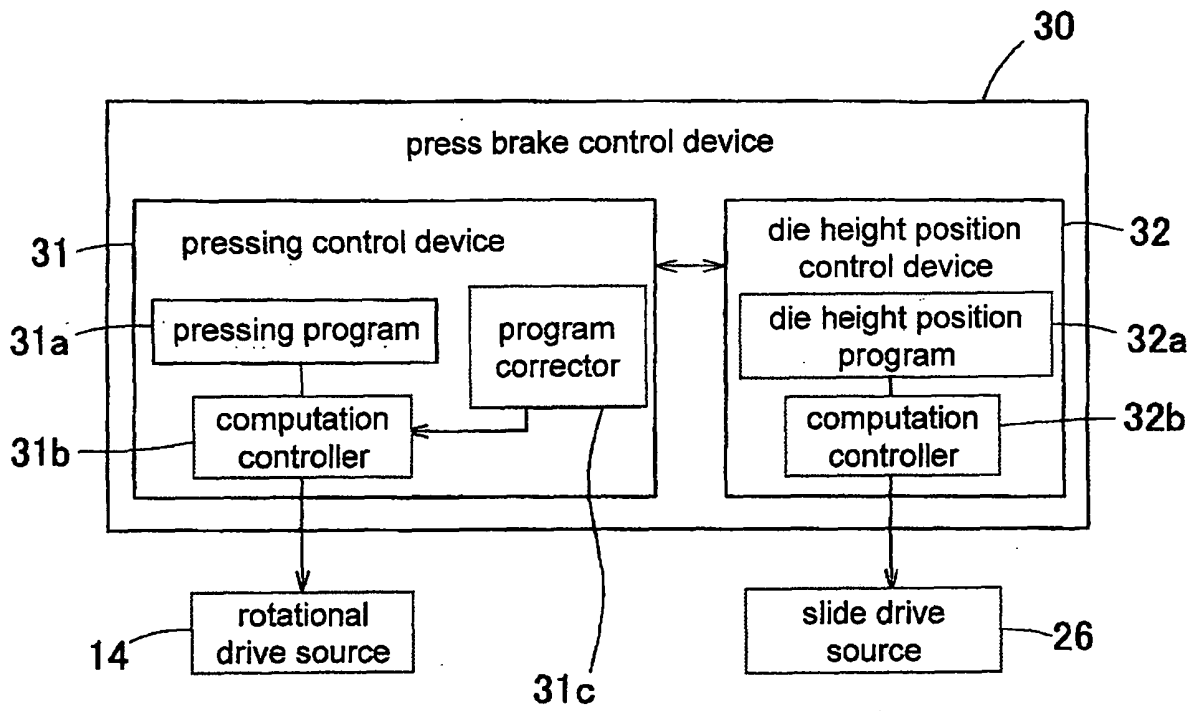 30
press brake control device
31
pressing control device
die height position
control device
32
31a
pressing program
program
corrector
die height position
program
32a
31b
computation
controller
computation
controller
32b
14
rotational
drive source
31c
slide drive
source
26